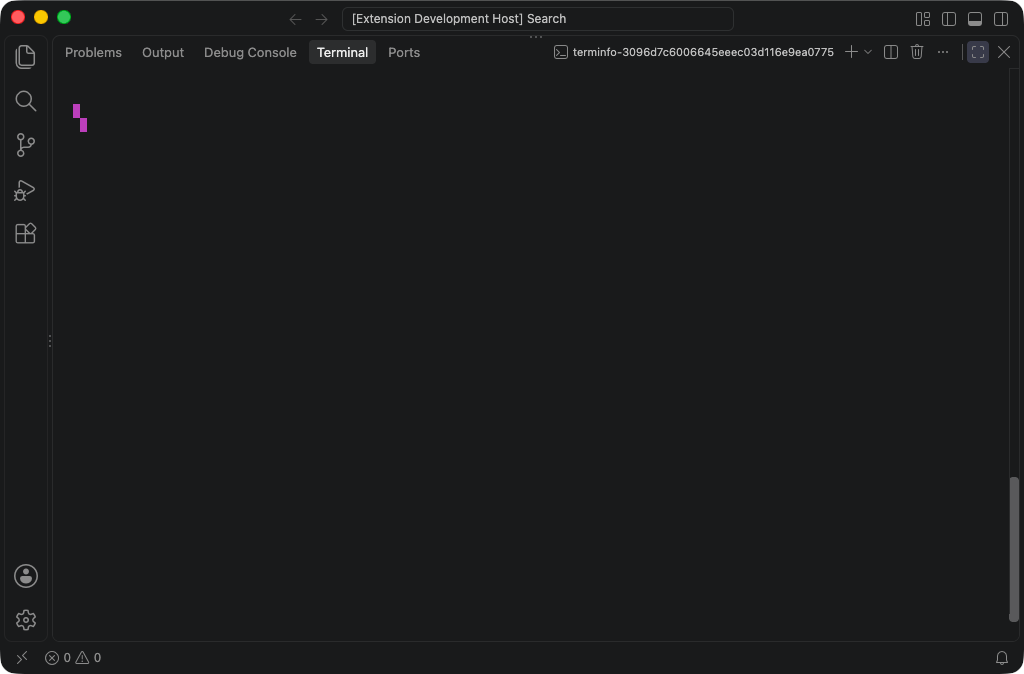 [Extension Development Host] Search
Problems Output Debug Console Terminal Ports
terminfo-3096d7c6006645eeec03d116e9ea0775
0 0